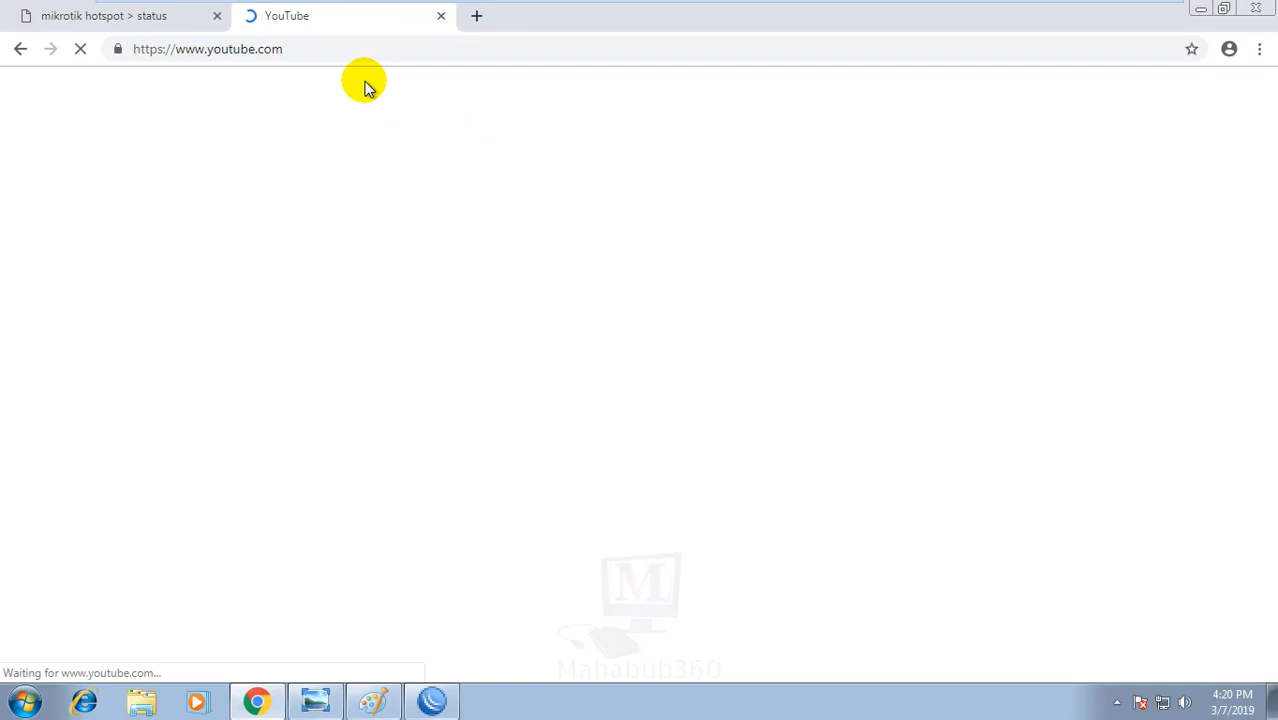 mikrotik hotspot > status
YouTube
https://www.youtube.com
M
Mahabub360
Waiting for www.youtube.com...
4:20 PM
3/7/2019